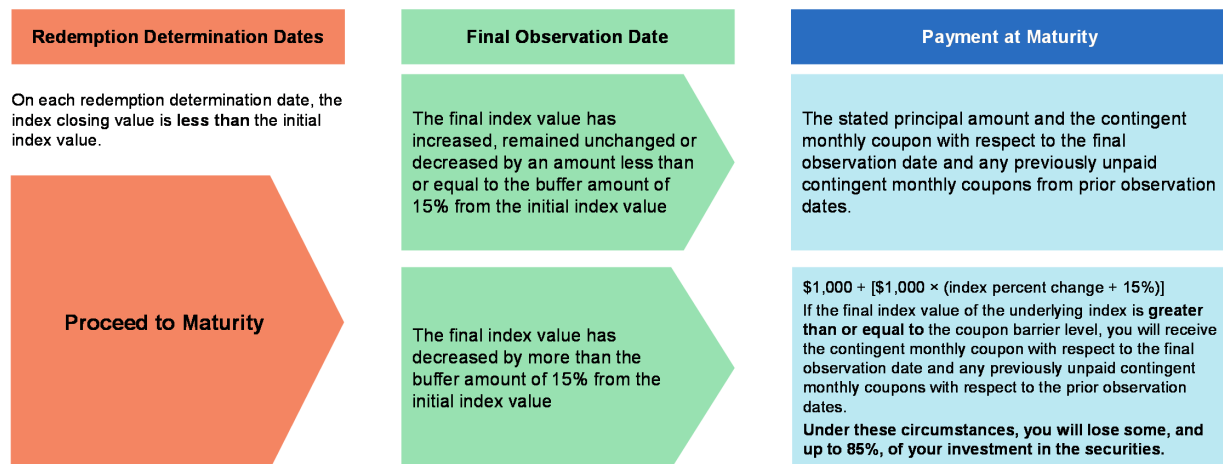 Redemption Determination Dates
On each redemption determination date, the
index closing value is less than the initial
index value.
Proceed to Maturity
Final Observation Date
The final index value has
increased, remained unchanged or
decreased by an amount less than
or equal to the buffer amount of
15% from the initial index value
The final index value has
decreased by more than the
buffer amount of 15% from the
initial index value
Payment at Maturity
The stated principal amount and the contingent
monthly coupon with respect to the final
observation date and any previously unpaid
contingent monthly coupons from prior observation
dates.
$1,000 + [$1,000 × (index percent change + 15%)]
If the final index value of the underlying index is greater
than or equal to the coupon barrier level, you will receive
the contingent monthly coupon with respect to the final
observation date and any previously unpaid contingent
monthly coupons with respect to the prior observation
dates.
Under these circumstances, you will lose some, and
up to 85%, of your investment in the securities.